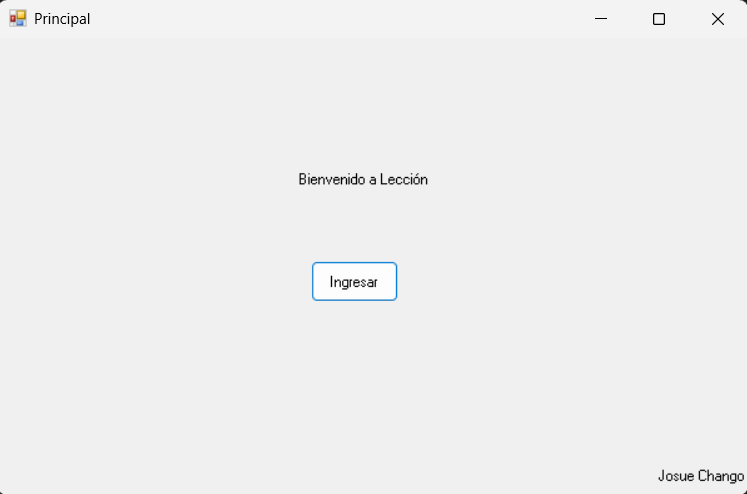 Principal
Bienvenido a Lección
Ingresar
Josue Chango